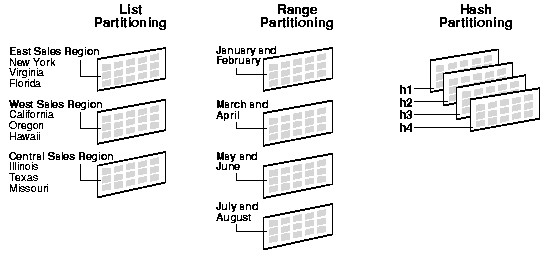 List
Partitioning
East Sales Region
New York
Virginia
Florida
West Sales Region
California
Oregon
Hawaii
Central Sales Region
Illinois
Texas
Missouri
Range
Partitioning
January and
February
March and
April
May and
June
July and
August
Hash
Partitioning
h1
h2
h3
h4